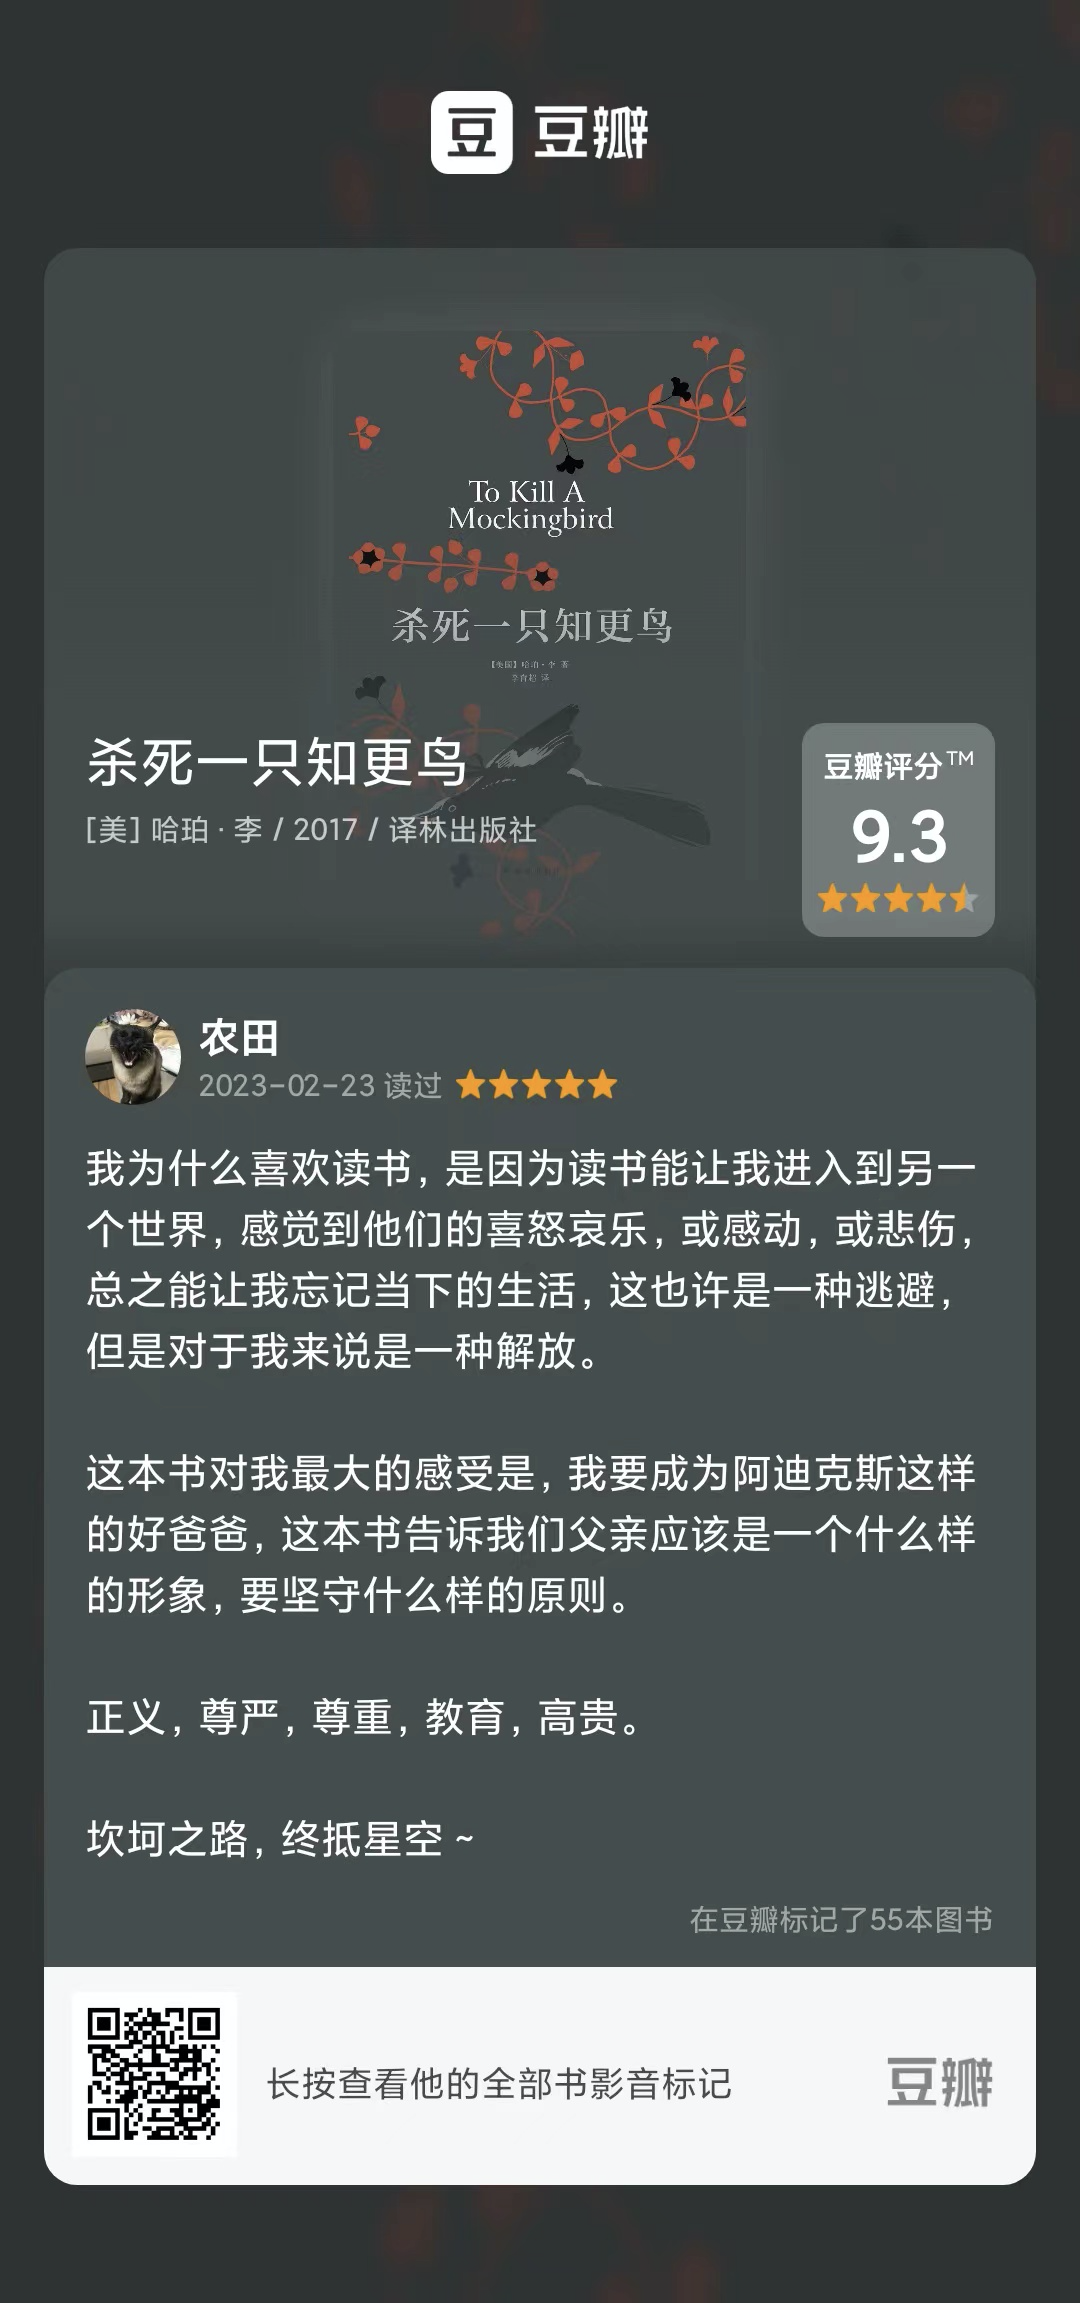 豆 豆瓣
To Kill A
Mockingbird
杀死一只知更鸟
【美国】哈珀·李 著
李育超 译
杀死一只知更鸟
[美] 哈珀 · 李 / 2017 / 译林出版社
豆瓣评分™
9.3
农田
2023-02-23 读过
我为什么喜欢读书，是因为读书能让我进入到另一
个世界，感觉到他们的喜怒哀乐，或感动，或悲伤，
总之能让我忘记当下的生活，这也许是一种逃避，
但是对于我来说是一种解放。
这本书对我最大的感受是，我要成为阿迪克斯这样
的好爸爸，这本书告诉我们父亲应该是一个什么样
的形象，要坚守什么样的原则。
正义，尊严，尊重，教育，高贵。
坎坷之路，终抵星空 ~
在豆瓣标记了55本图书
长按查看他的全部书影音标记
豆瓣